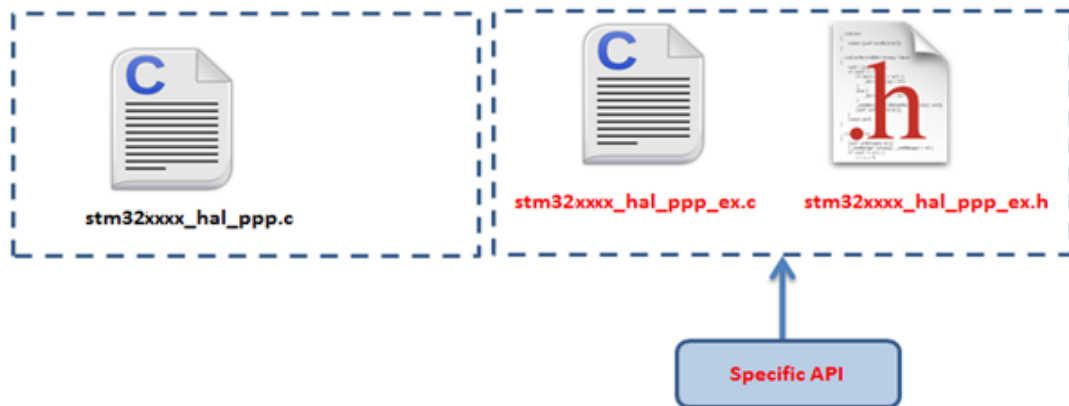 C
C
.h
stm32xxxx_hal_ppp.c
stm32xxxx_hal_ppp_ex.c
stm32xxxx_hal_ppp_ex.h
Specific API